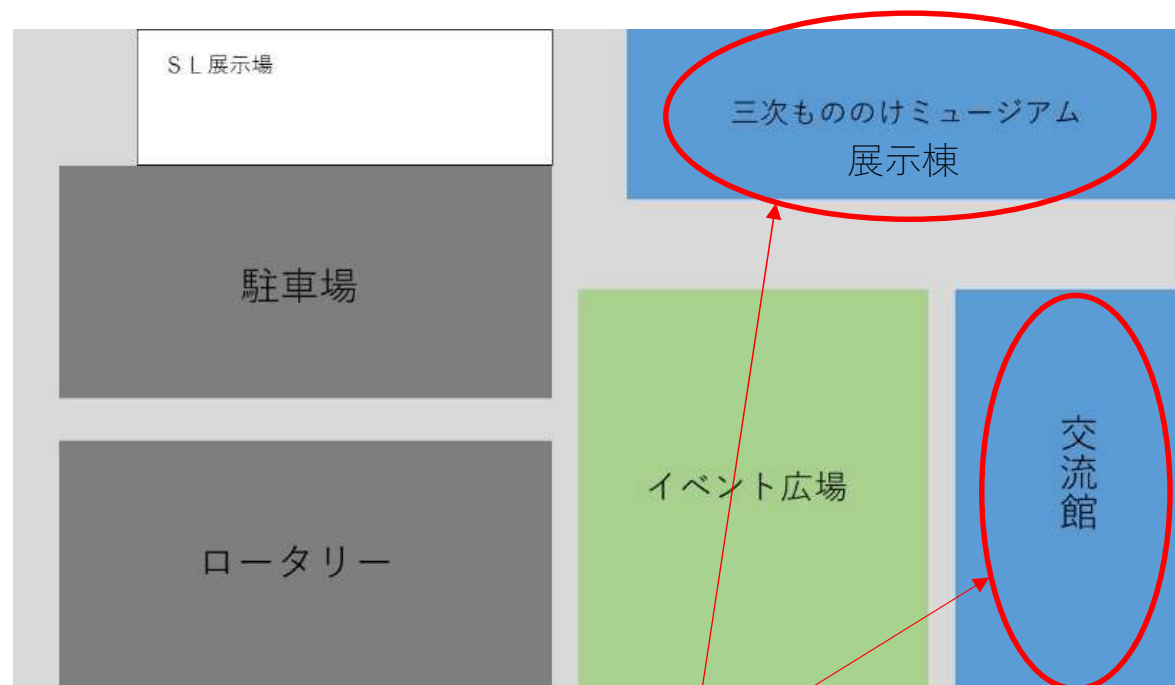 ＳＬ展示場
三次もののけミュージアム
展示棟
駐車場
イベント広場
交流館
ロータリー